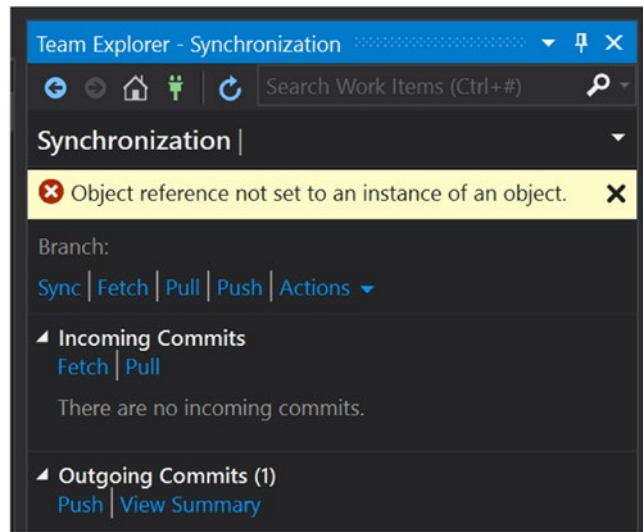 Team Explorer - Synchronization
Search Work Items (Ctrl+#)
Synchronization |
Object reference not set to an instance of an object.
Branch:
Sync | Fetch | Pull | Push | Actions
Incoming Commits
Fetch | Pull
There are no incoming commits.
Outgoing Commits (1)
Push | View Summary